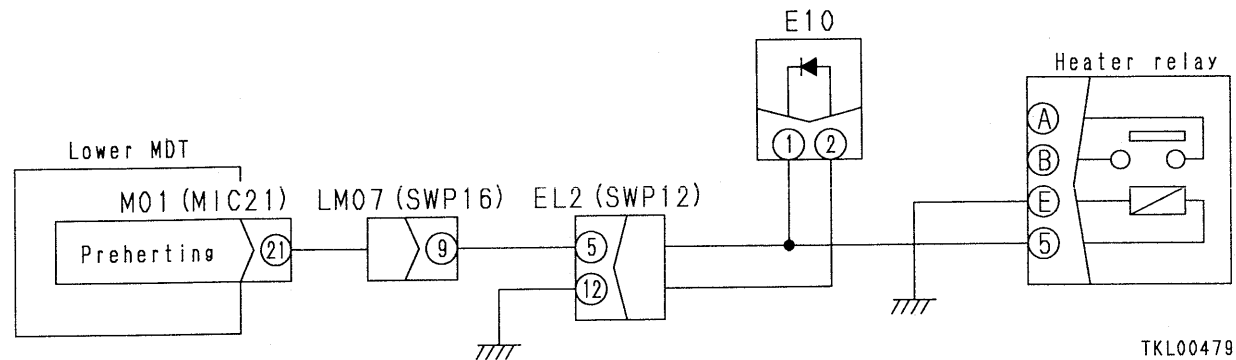 E10
Heater relay
1 2
A
B
E
5
Lower MDT
M01 (MIC21) LM07 (SWP16) EL2 (SWP12)
Preherting 21 9 5
12
TKL00479